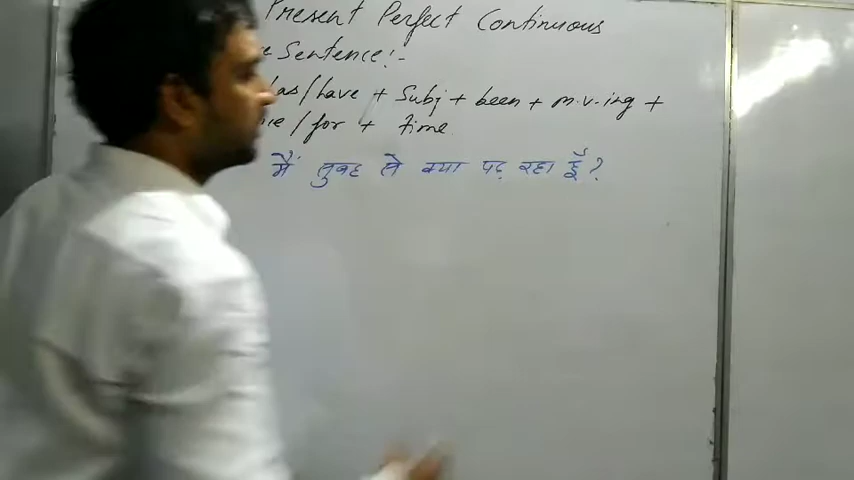 Present Perfect Continuous
Sentence:-
has/have + Subj + been + m.v.ing +
/for + time.
मैं सुबह से क्या पढ़ रहा हूँ?